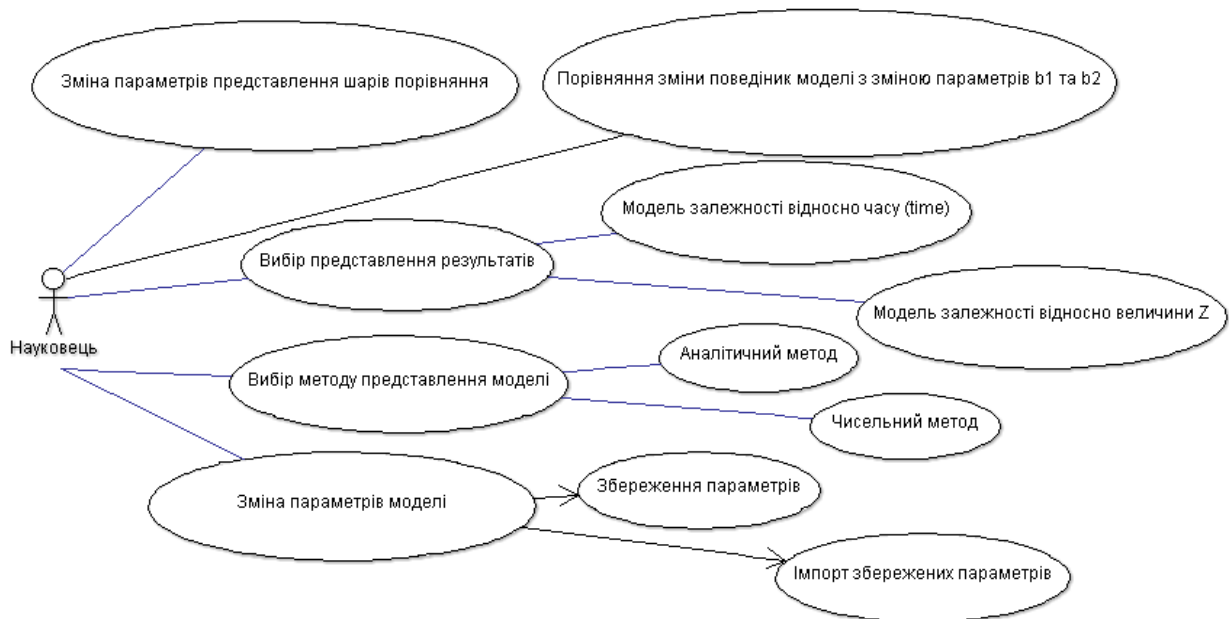 Зміна параметрів представлення шарів порівняння
Порівняння зміни поведіник моделі з зміною параметрів b1 та b2
Модель залежності відносно часу (time)
Вибір представлення результатів
Модель залежності відносно величини Z
Науковець
Аналітичний метод
Вибір методу представлення моделі
Чисельний метод
Збереження параметрів
Зміна параметрів моделі
Імпорт збережених параметрів